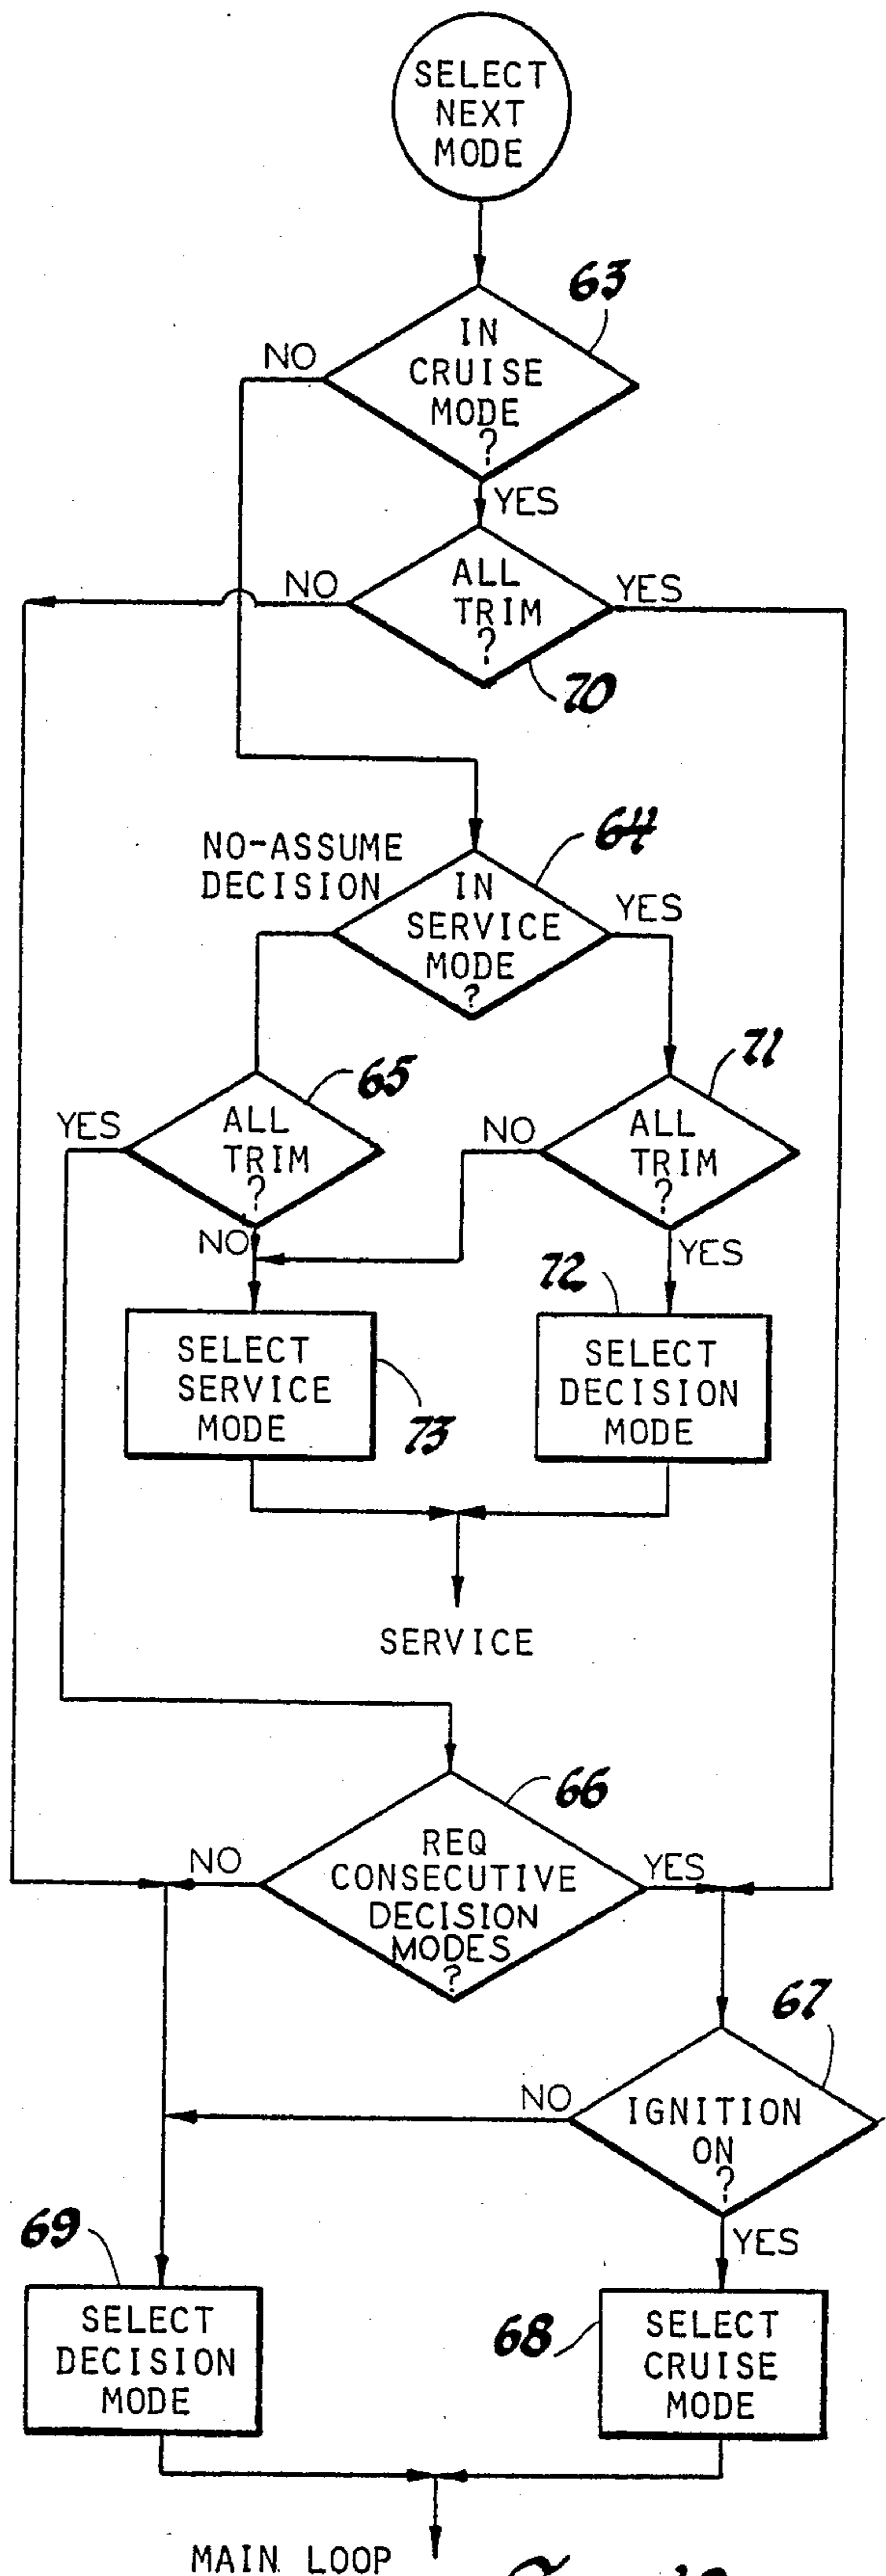 SELECT
NEXT
MODE
63
IN
CRUISE
MODE
?
NO
YES
ALL
TRIM
?
NO
YES
70
NO-ASSUME
DECISION
64
IN
SERVICE
MODE
?
YES
65
71
YES
ALL
TRIM
?
NO
NO
ALL
TRIM
?
YES
72
SELECT
SERVICE
MODE
73
SELECT
DECISION
MODE
SERVICE
66
NO
REQ
CONSECUTIVE
DECISION
MODES
?
YES
67
NO
IGNITION
ON
?
YES
69
SELECT
DECISION
MODE
68
SELECT
CRUISE
MODE
MAIN LOOP